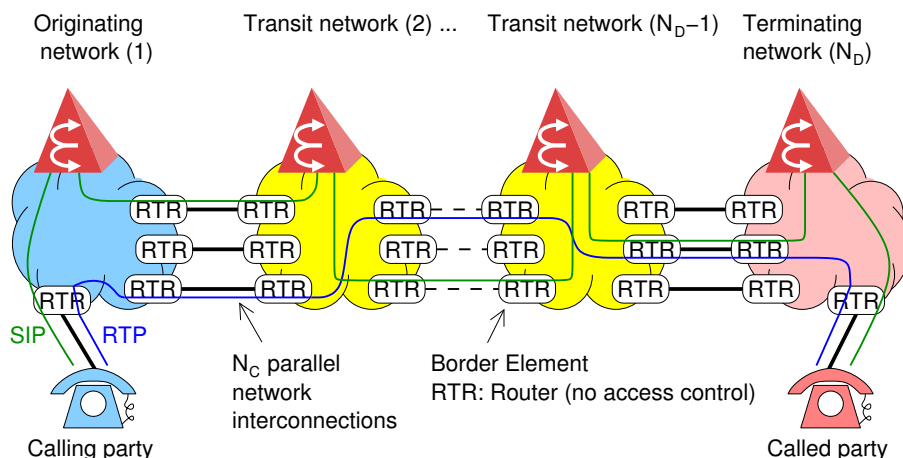 Originating
network (1)
Transit network (2) ...
Transit network (N_D−1)
Terminating
network (N_D)
RTR RTR RTR RTR RTR RTR
RTR RTR RTR RTR RTR RTR
RTR RTR RTR RTR RTR RTR
RTR RTR
SIP RTP
N_C parallel
network
interconnections
Border Element
RTR: Router (no access control)
Calling party
Called party